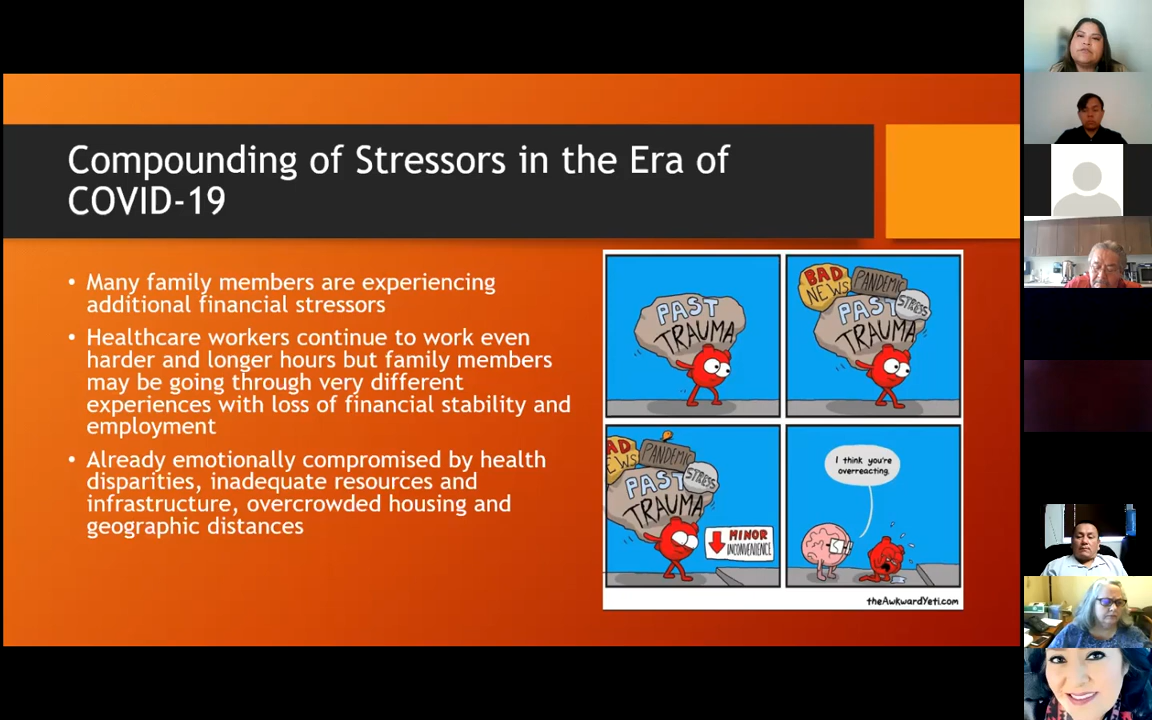 Compounding of Stressors in the Era of
COVID-19
• Many family members are experiencing
additional financial stressors
• Healthcare workers continue to work even
harder and longer hours but family members
may be going through very different
experiences with loss of financial stability and
employment
• Already emotionally compromised by health
disparities, inadequate resources and
infrastructure, overcrowded housing and
geographic distances
PAST
TRAUMA
BAD
NEWS
PANDEMIC
STRESS
PAST
TRAUMA
AD
EWS
PANDEMIC
STRESS
PAST
TRAUMA
MINOR
INCONVENIENCE
I think you're
overreacting.
theAwkwardYeti.com